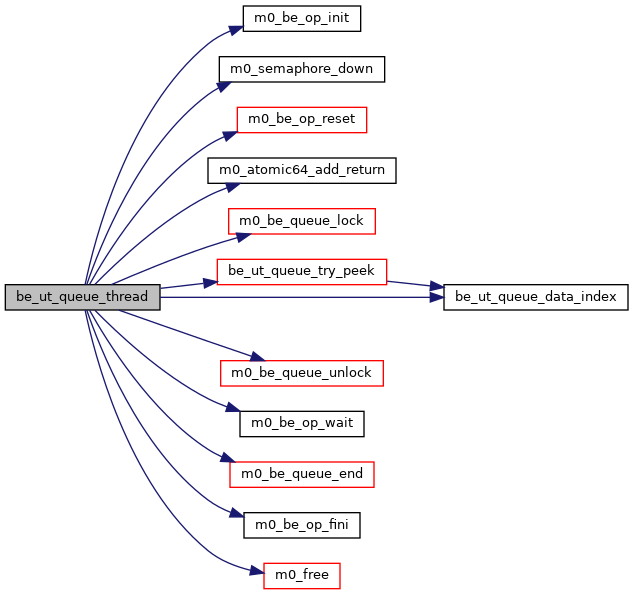 m0_be_op_init
m0_semaphore_down
m0_be_op_reset
m0_atomic64_add_return
m0_be_queue_lock
be_ut_queue_try_peek
be_ut_queue_thread
be_ut_queue_data_index
m0_be_queue_unlock
m0_be_op_wait
m0_be_queue_end
m0_be_op_fini
m0_free